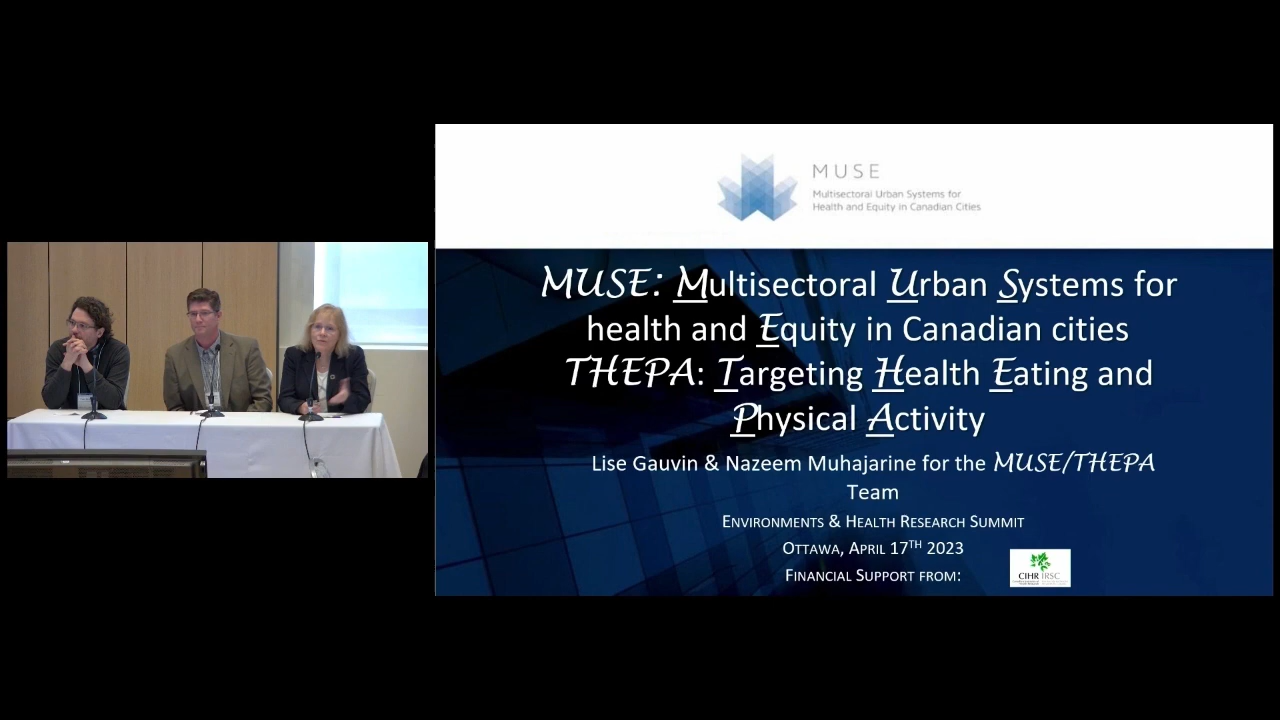 MUSE
Multisectoral Urban Systems for
Health and Equity in Canadian Cities
MUSE: Multisectoral Urban Systems for
health and Equity in Canadian cities
THEPA: Targeting Health Eating and
Physical Activity
Lise Gauvin & Nazeem Muhajarine for the MUSE/THEPA
Team
Environments & Health Research Summit
Ottawa, April 17TH 2023
Financial Support from:
CIHR IRSC